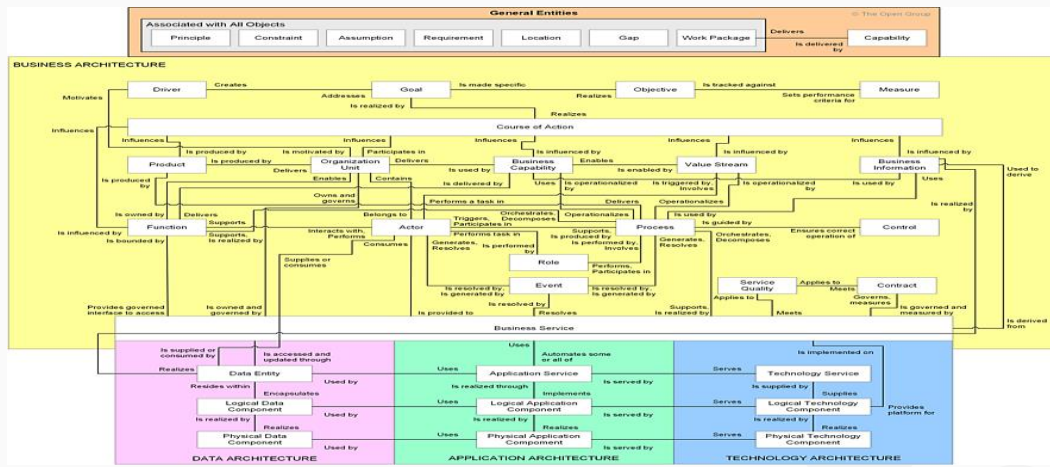 General Entities
© The Open Group
Associated with All Objects
Principle
Constraint
Assumption
Requirement
Location
Gap
Work Package
Delivers
Is delivered
by
Capability
BUSINESS ARCHITECTURE
Motivates
Driver
Creates
Addresses
Goal
Is made specific
Realizes
Objective
Is tracked against
Sets performance
criteria for
Measure
Is realized by
Realizes
Influences
Course of Action
Influences
Influences
Influences
Influences
Influences
Is produced by
Is motivated by
Participates in
Is influenced by
Is influenced by
Is influenced by
Product
Is produced by
Delivers
Organization
Unit
Delivers
Is used by
Business
Capability
Enables
Is enabled by
Value Stream
Business
Information
Used to
derive
Is produced
by
Enables
Contains
Is delivered by
Uses
Is operationalized
by
Is triggered by,
Involves
Is operationalized
by
Is used by
Uses
Owns and
governs
Performs a task in
Delivers
Operationalizes
Is realized
by
Is owned by
Delivers
Supports
Belongs to
Triggers,
Participates in
Orchestrates,
Decomposes
Operationalizes
Is used by
Is guided by
Is influenced by
Function
Supports,
Is realized by
Interacts with,
Performs
Actor
Performs task in
Supports,
Is produced by
Process
Ensures correct
operation of
Control
Is bounded by
Consumes
Generates,
Resolves
Is performed
by
Is performed by,
Involves
Generates,
Resolves
Orchestrates,
Decomposes
Supplies or
consumes
Role
Performs,
Participates in
Is resolved by
Is generated by
Event
Is resolved by,
Is generated by
Service
Quality
Applies to
Meets
Contract
Is resolved by
Applies to
Governs,
measures
Provides governed
interface to access
Is owned and
governed by
Is provided to
Resolves
Supports,
Is realized by
Meets
Is governed and
measured by
Business Service
Is derived
from
Is supplied or
consumed by
Is accessed and
updated through
Uses
Automates some
or all of
Is implemented on
Realizes
Data Entity
Uses
Used by
Application Service
Is served by
Serves
Technology Service
Resides within
Encapsulates
Is realized through
Implements
Is supplied by
Supplies
Logical Data
Component
Used by
Uses
Logical Application
Component
Is served by
Serves
Logical Technology
Component
Provides
platform for
Is realized by
Realizes
Is realized by
Realizes
Is realized by
Realizes
Physical Data
Component
Used by
Uses
Physical Application
Component
Is served by
Serves
Physical Technology
Component
DATA ARCHITECTURE
APPLICATION ARCHITECTURE
TECHNOLOGY ARCHITECTURE